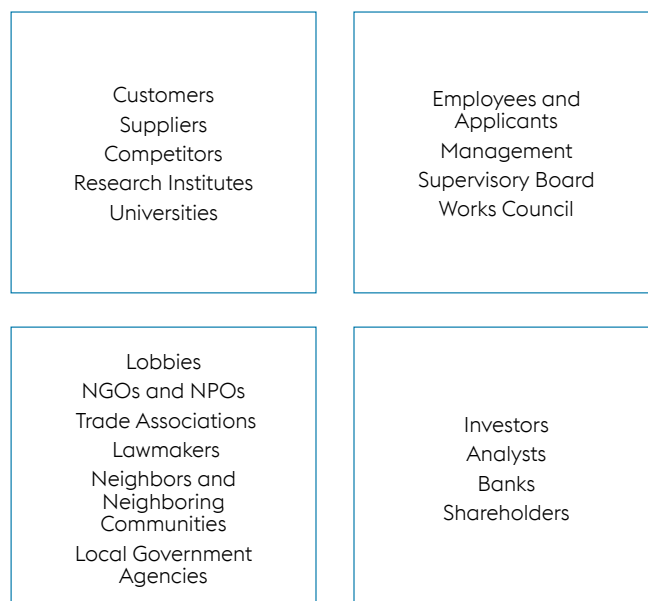 Customers
Suppliers
Competitors
Research Institutes
Universities
Employees and
Applicants
Management
Supervisory Board
Works Council
Lobbies
NGOs and NPOs
Trade Associations
Lawmakers
Neighbors and
Neighboring
Communities
Local Government
Agencies
Investors
Analysts
Banks
Shareholders